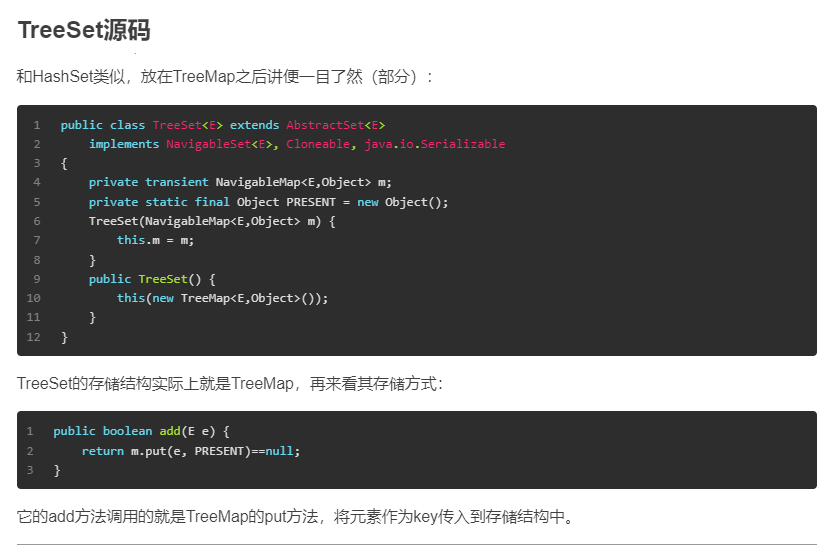 TreeSet源码
和HashSet类似，放在TreeMap之后讲便一目了然（部分）：
1 public class TreeSet<E> extends AbstractSet<E>
2     implements NavigableSet<E>, Cloneable, java.io.Serializable
3 {
4     private transient NavigableMap<E,Object> m;
5     private static final Object PRESENT = new Object();
6     TreeSet(NavigableMap<E,Object> m) {
7         this.m = m;
8     }
9     public TreeSet() {
10         this(new TreeMap<E,Object>());
11     }
12 }
TreeSet的存储结构实际上就是TreeMap，再来看其存储方式：
1 public boolean add(E e) {
2     return m.put(e, PRESENT)==null;
3 }
它的add方法调用的就是TreeMap的put方法，将元素作为key传入到存储结构中。